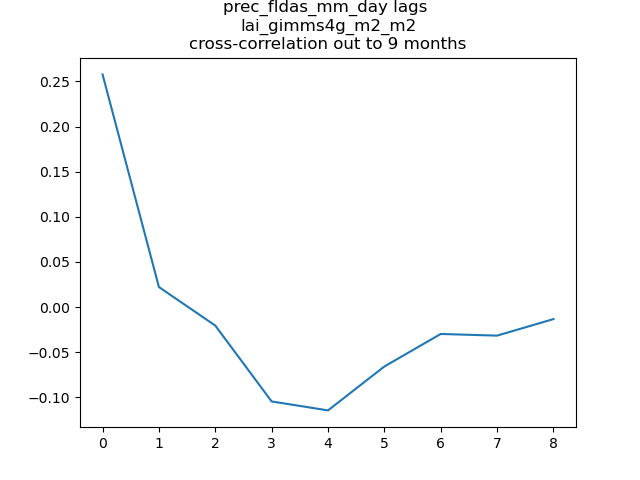 prec_fldas_mm_day lags
lai_gimms4g_m2_m2
cross-correlation out to 9 months
0.25
0.20
0.15
0.10
0.05
0.00
−0.05
−0.10
0 1 2 3 4 5 6 7 8